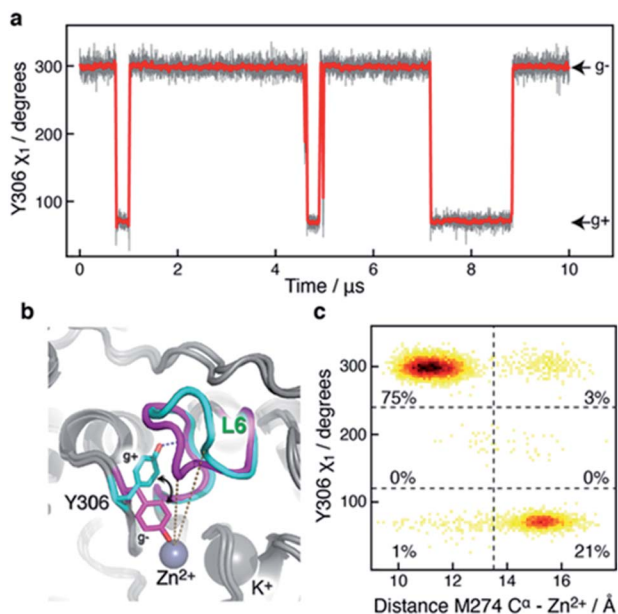 a
Y306 χ1 / degrees
300
200
100
g-
g+
0
2
4
6
8
10
Time / μs
b
L6
g+
Y306
g-
Zn2+
K+
c
Y306 χ1 / degrees
300
200
100
75%
3%
0%
0%
1%
21%
10
12
14
16
Distance M274 Cα - Zn2+ / Å